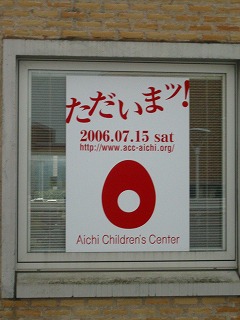 ただいまッ!
2006.07.15 sat
http://www.acc-aichi.org/
Aichi Children's Center